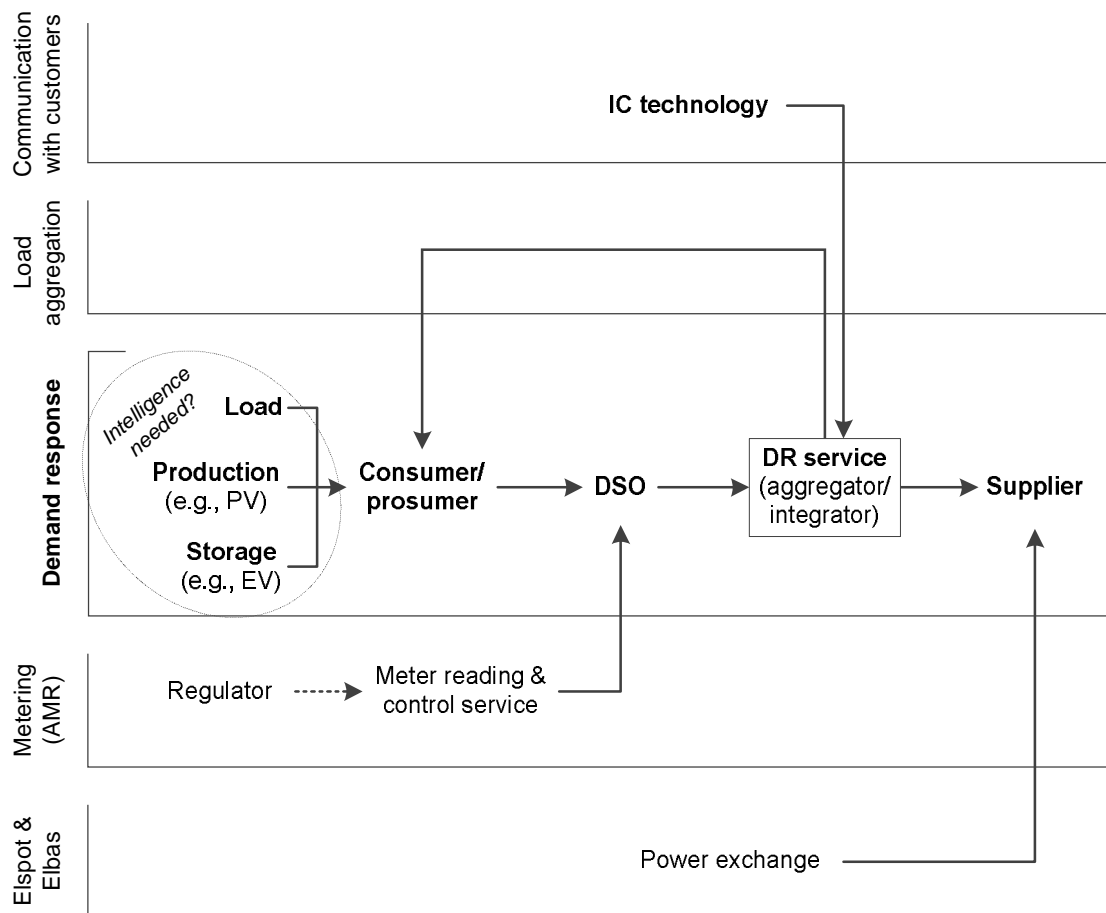 Communication
with customers
IC technology
Load
aggregation
Demand response
Intelligence
needed?
Load
Production
(e.g., PV)
Storage
(e.g., EV)
Consumer/
prosumer
DSO
DR service
(aggregator/
integrator)
Supplier
Metering
(AMR)
Regulator
Meter reading &
control service
Elspot &
Elbas
Power exchange